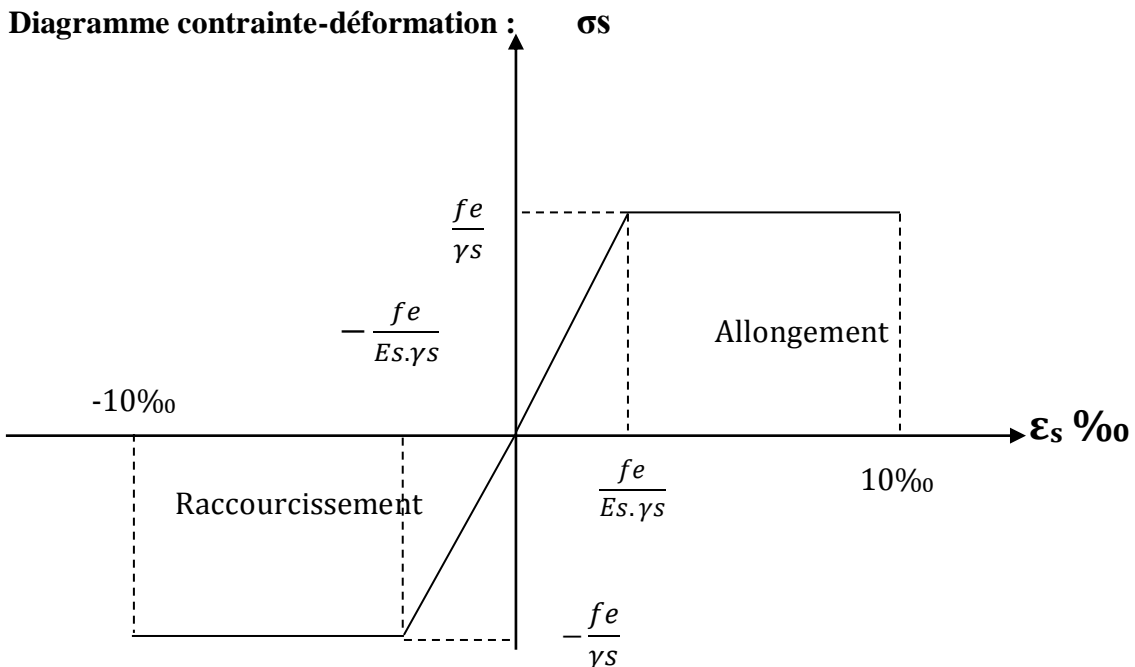 Diagramme contrainte-déformation : σs
fe
γs
− fe
Es.γs
Allongement
-10‰
εs ‰
Raccourcissement
fe
Es.γs
10‰
− fe
γs